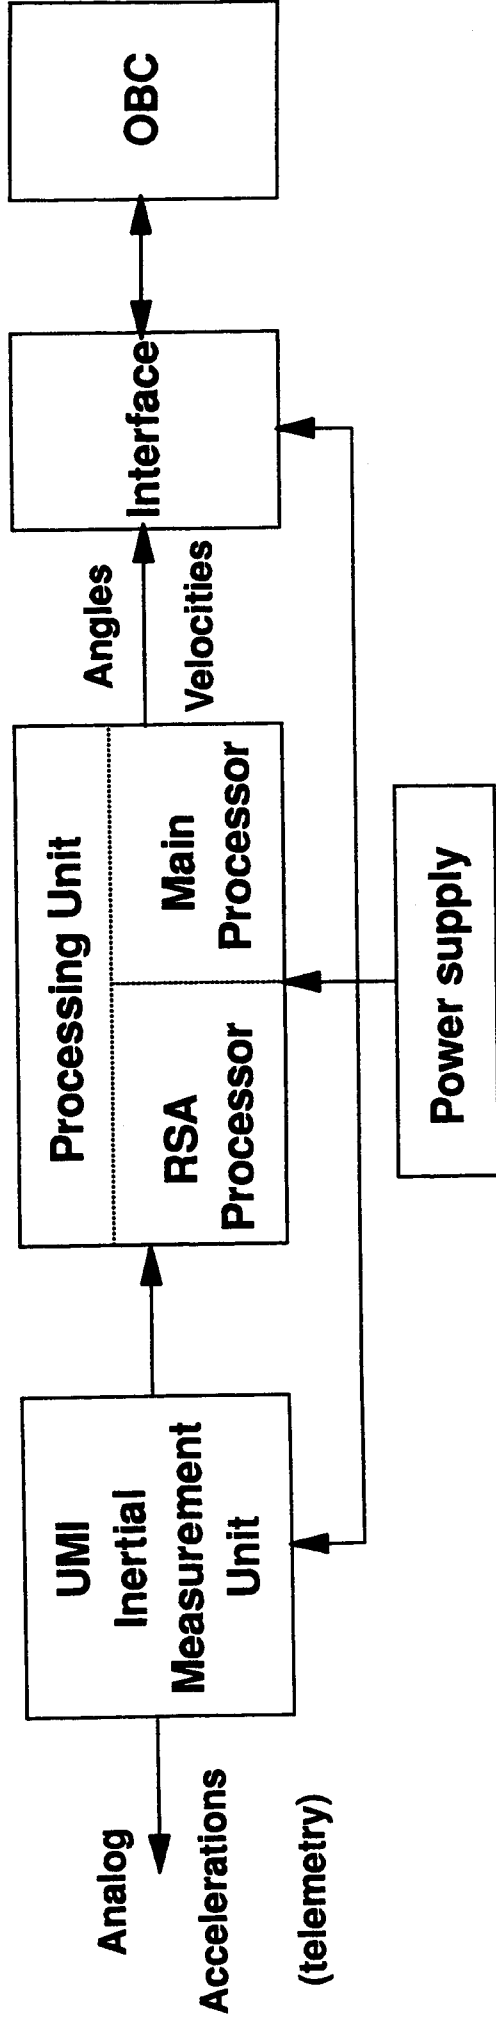 Analog
Accelerations
(telemetry)
UMI
Inertial
Measurement
Unit
Processing Unit
RSA
Processor
Main
Processor
Angles
Velocities
Interface
OBC
Power supply